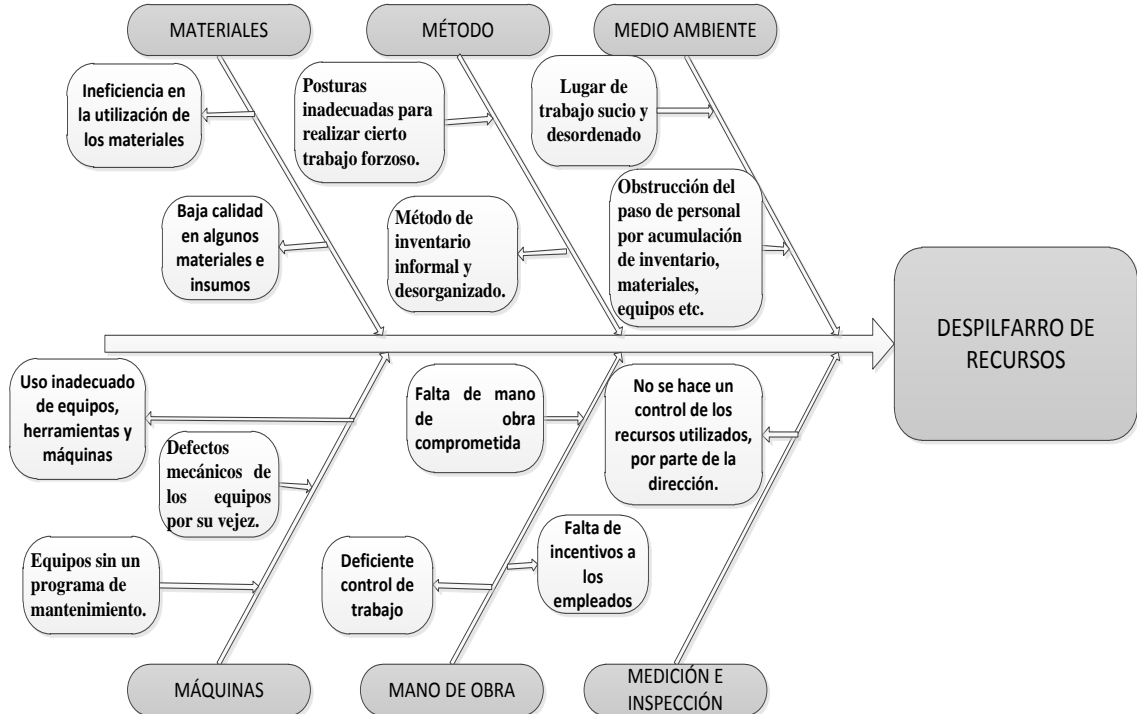 MATERIALES
MÉTODO
MEDIO AMBIENTE
Ineficiencia en
la utilización de
los materiales
Posturas
inadecuadas para
realizar cierto
trabajo forzoso.
Lugar de
trabajo sucio y
desordenado
Baja calidad
en algunos
materiales e
insumos
Método de
inventario
informal y
desorganizado.
Obstrucción del
paso de personal
por acumulación
de inventario,
materiales,
equipos etc.
DESPILFARRO DE
RECURSOS
Uso inadecuado
de equipos,
herramientas y
máquinas
Defectos
mecánicos de
los equipos
por su vejez.
Equipos sin un
programa de
mantenimiento.
Falta de mano
de obra
comprometida
Deficiente
control de
trabajo
Falta de
incentivos a
los
empleados
No se hace un
control de los
recursos utilizados,
por parte de la
dirección.
MÁQUINAS
MANO DE OBRA
MEDICIÓN E
INSPECCIÓN